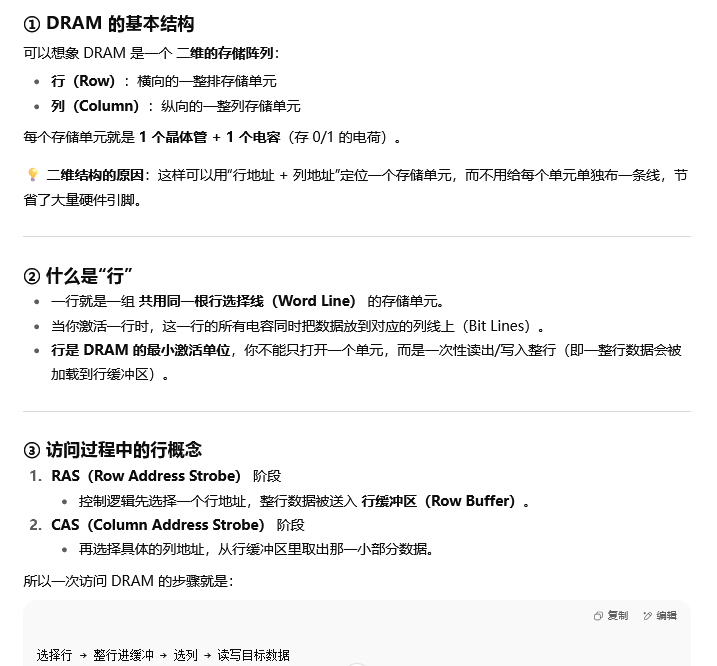 ① DRAM 的基本结构
可以想象 DRAM 是一个 二维的存储阵列：
• 行（Row）：横向的一整排存储单元
• 列（Column）：纵向的一整列存储单元
每个存储单元就是 1 个晶体管 + 1 个电容（存 0/1 的电荷）。
💡 二维结构的原因：这样可以用“行地址 + 列地址”定位一个存储单元，而不用给每个单元单独布一条线，节
省了大量硬件引脚。
② 什么是“行”
• 一行就是一组 共用同一根行选择线（Word Line） 的存储单元。
• 当你激活一行时，这一行的所有电容同时把数据放到对应的列线上（Bit Lines）。
• 行是 DRAM 的最小激活单位，你不能只打开一个单元，而是一次性读出/写入整行（即一整行数据会被
加载到行缓冲区）。
③ 访问过程中的行概念
1. RAS（Row Address Strobe） 阶段
• 控制逻辑先选择一个行地址，整行数据被送入 行缓冲区（Row Buffer）。
2. CAS（Column Address Strobe） 阶段
• 再选择具体的列地址，从行缓冲区里取出那一小部分数据。
所以一次访问 DRAM 的步骤就是：
复制 编辑
选择行 → 整行进缓冲 → 选列 → 读写目标数据